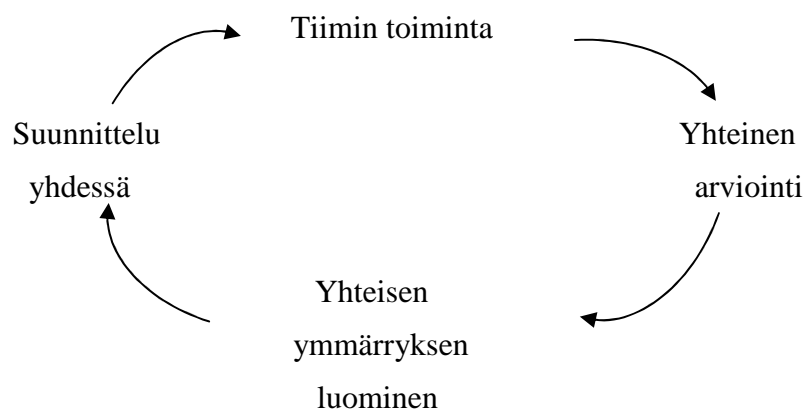 Tiimin toiminta
Suunnittelu
yhdessä
Yhteinen
arviointi
Yhteisen
ymmärryksen
luominen